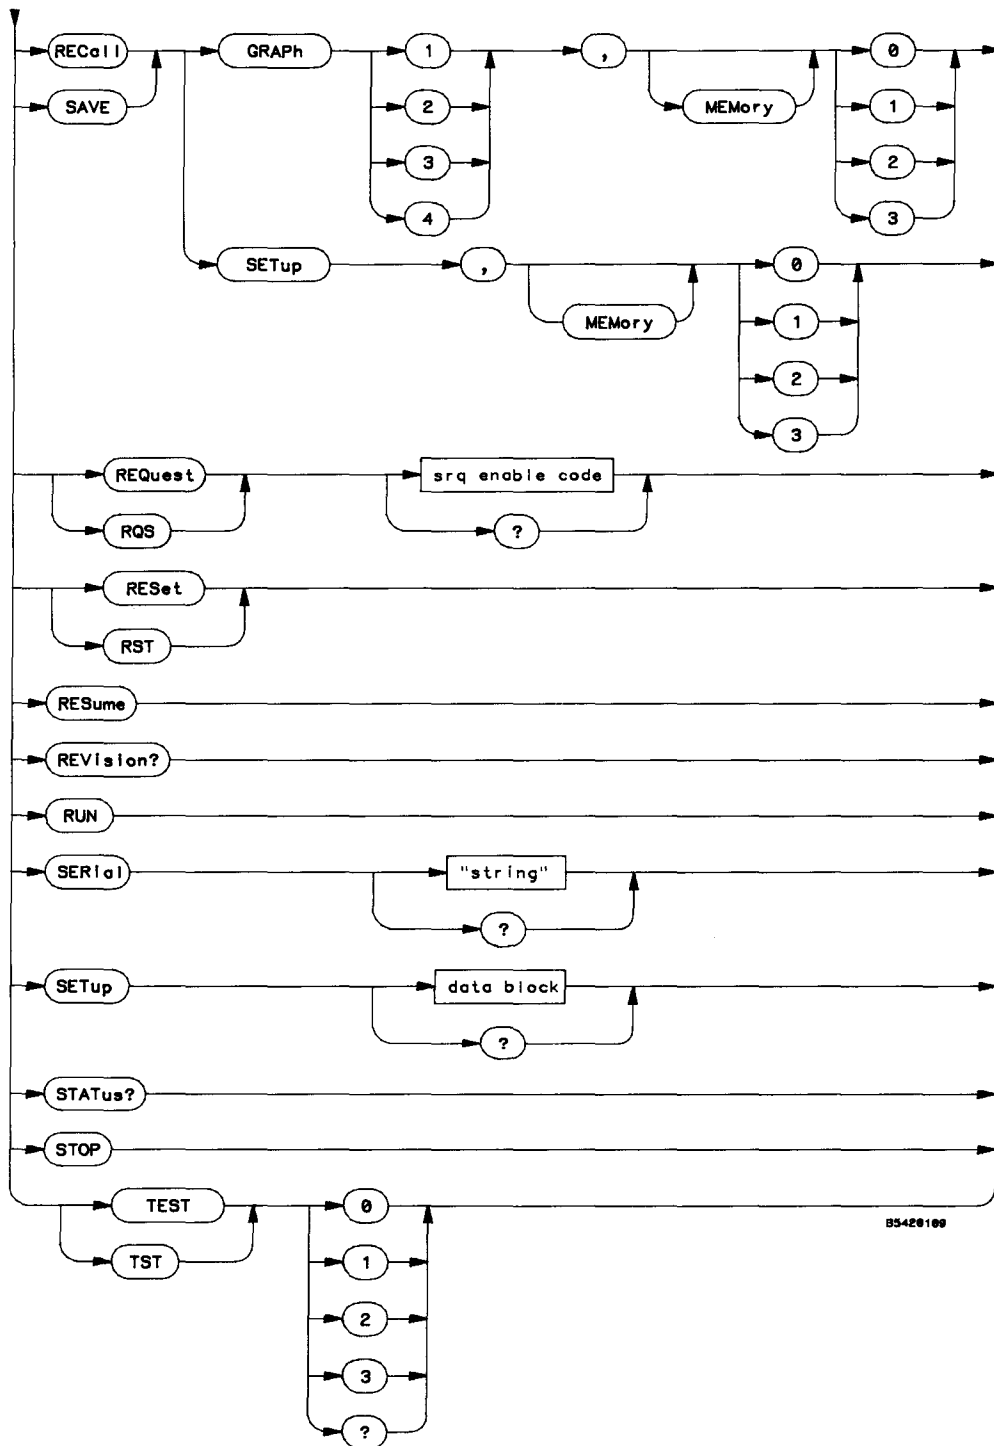 RECall GRAPh 1 , 0
SAVE 2 MEMory 1
3 2
4 3
SETup , 0
MEMory 1
2
3
REQuest srq enable code
RQS ?
RESet
RST
RESume
REVision?
RUN
SERial "string"
?
SETup data block
?
STATus?
STOP
TEST 0
B5420109
TST 1
2
3
?